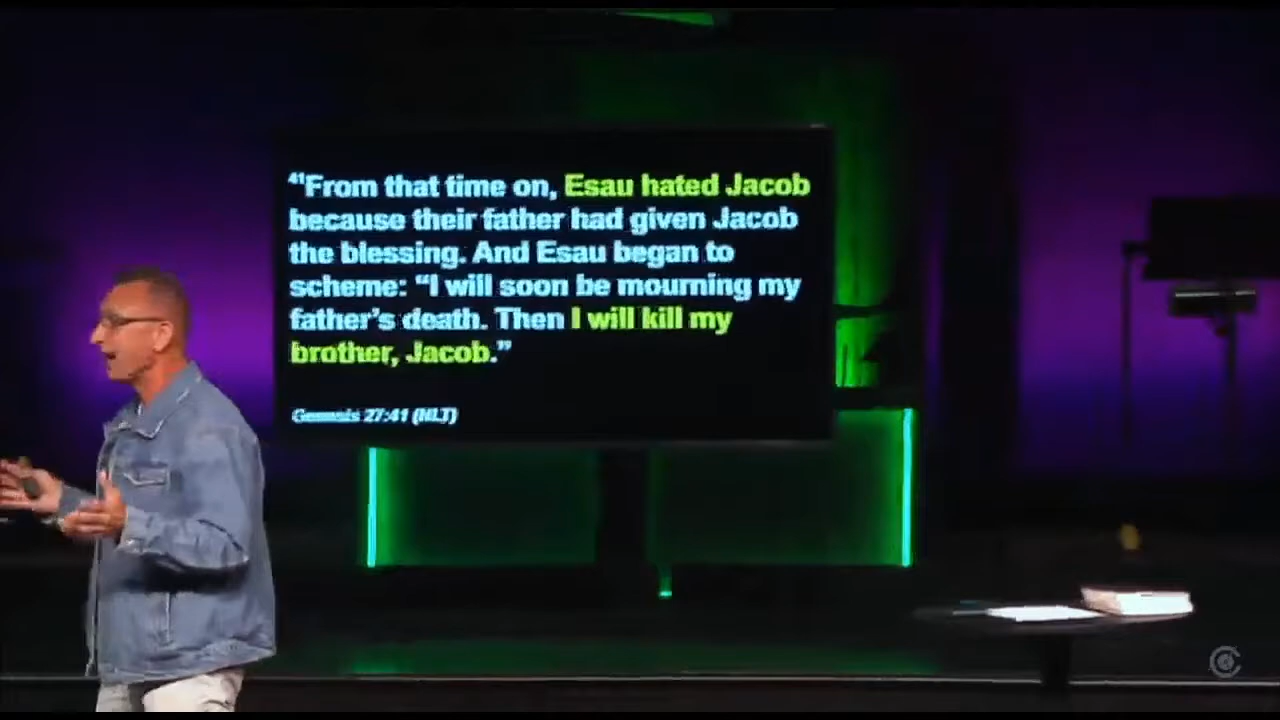 ⁴¹From that time on, Esau hated Jacob
because their father had given Jacob
the blessing. And Esau began to
scheme: “I will soon be mourning my
father’s death. Then I will kill my
brother, Jacob.”
Genesis 27:41 (NLT)